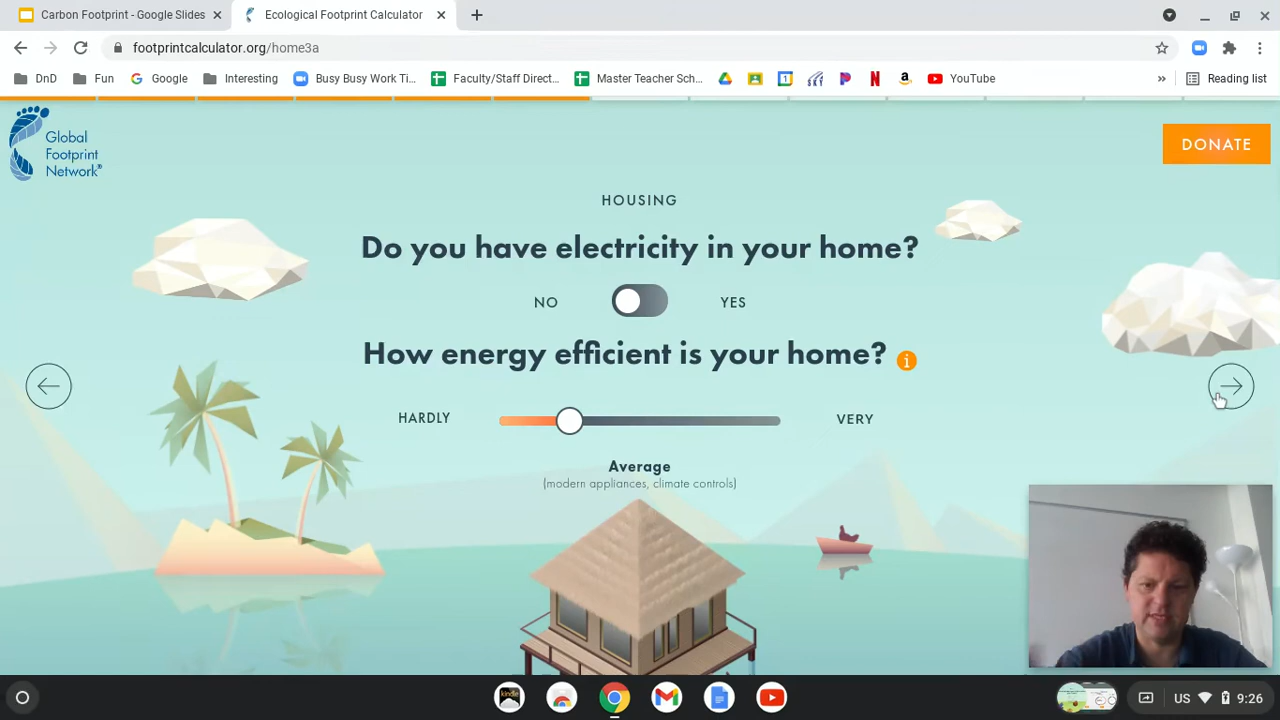 Carbon Footprint - Google Slides
Ecological Footprint Calculator
footprintcalculator.org/home3a
DnD
Fun
Google
Interesting
Busy Busy Work Ti...
Faculty/Staff Direct...
Master Teacher Sch...
YouTube
»
Reading list
Global
Footprint
Network®
DONATE
HOUSING
Do you have electricity in your home?
NO
YES
How energy efficient is your home?
i
HARDLY
VERY
Average
(modern appliances, climate controls)
kindle
US
9:26